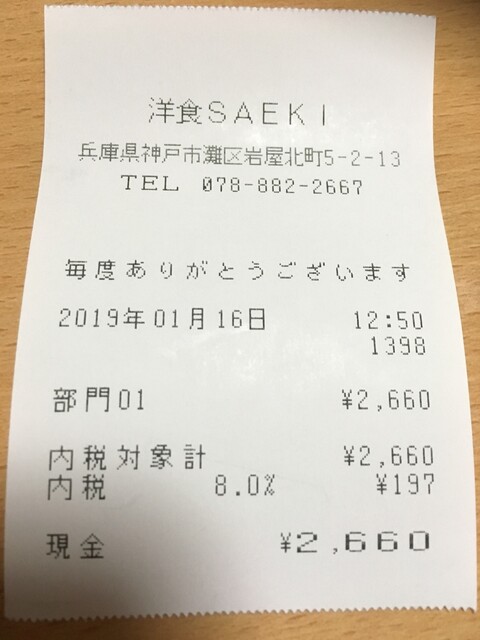 洋食SAEKI
兵庫県神戸市灘区岩屋北町5-2-13
TEL 078-882-2667
毎度ありがとうございます
2019年01月16日 12:50
1398
部門01 ¥2,660
内税対象計 ¥2,660
内税 8.0% ¥197
現金 ¥2,660